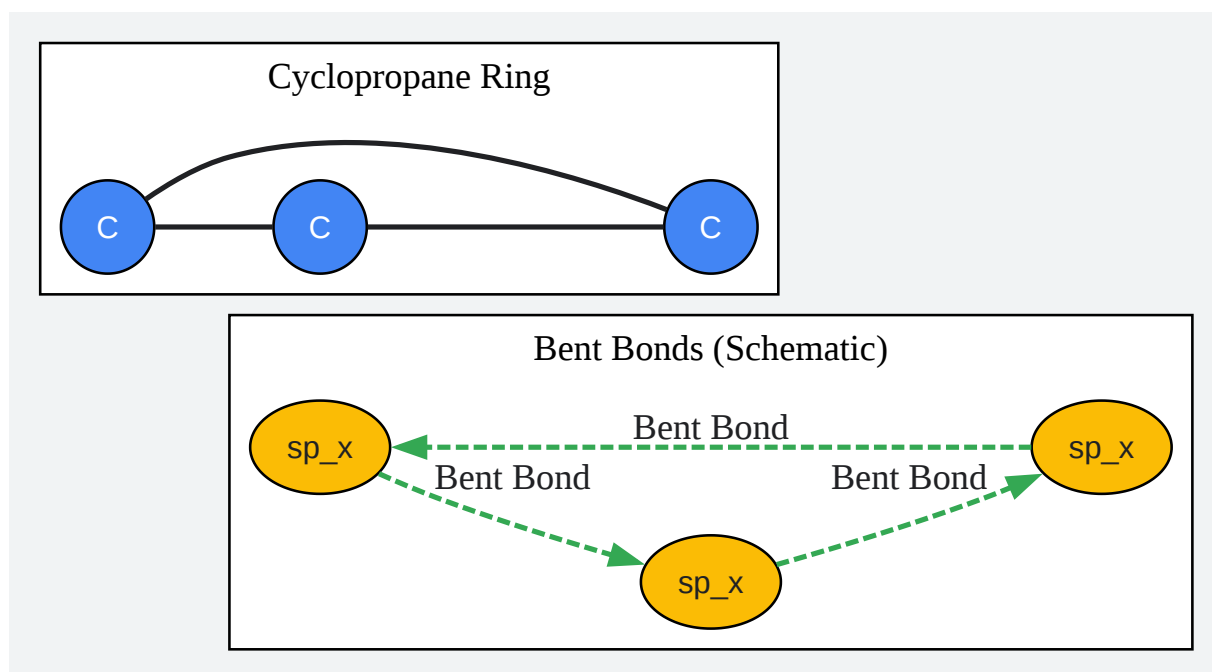 Cyclopropane Ring
C C C
Bent Bonds (Schematic)
Bent Bond
sp_x sp_x
Bent Bond Bent Bond
sp_x